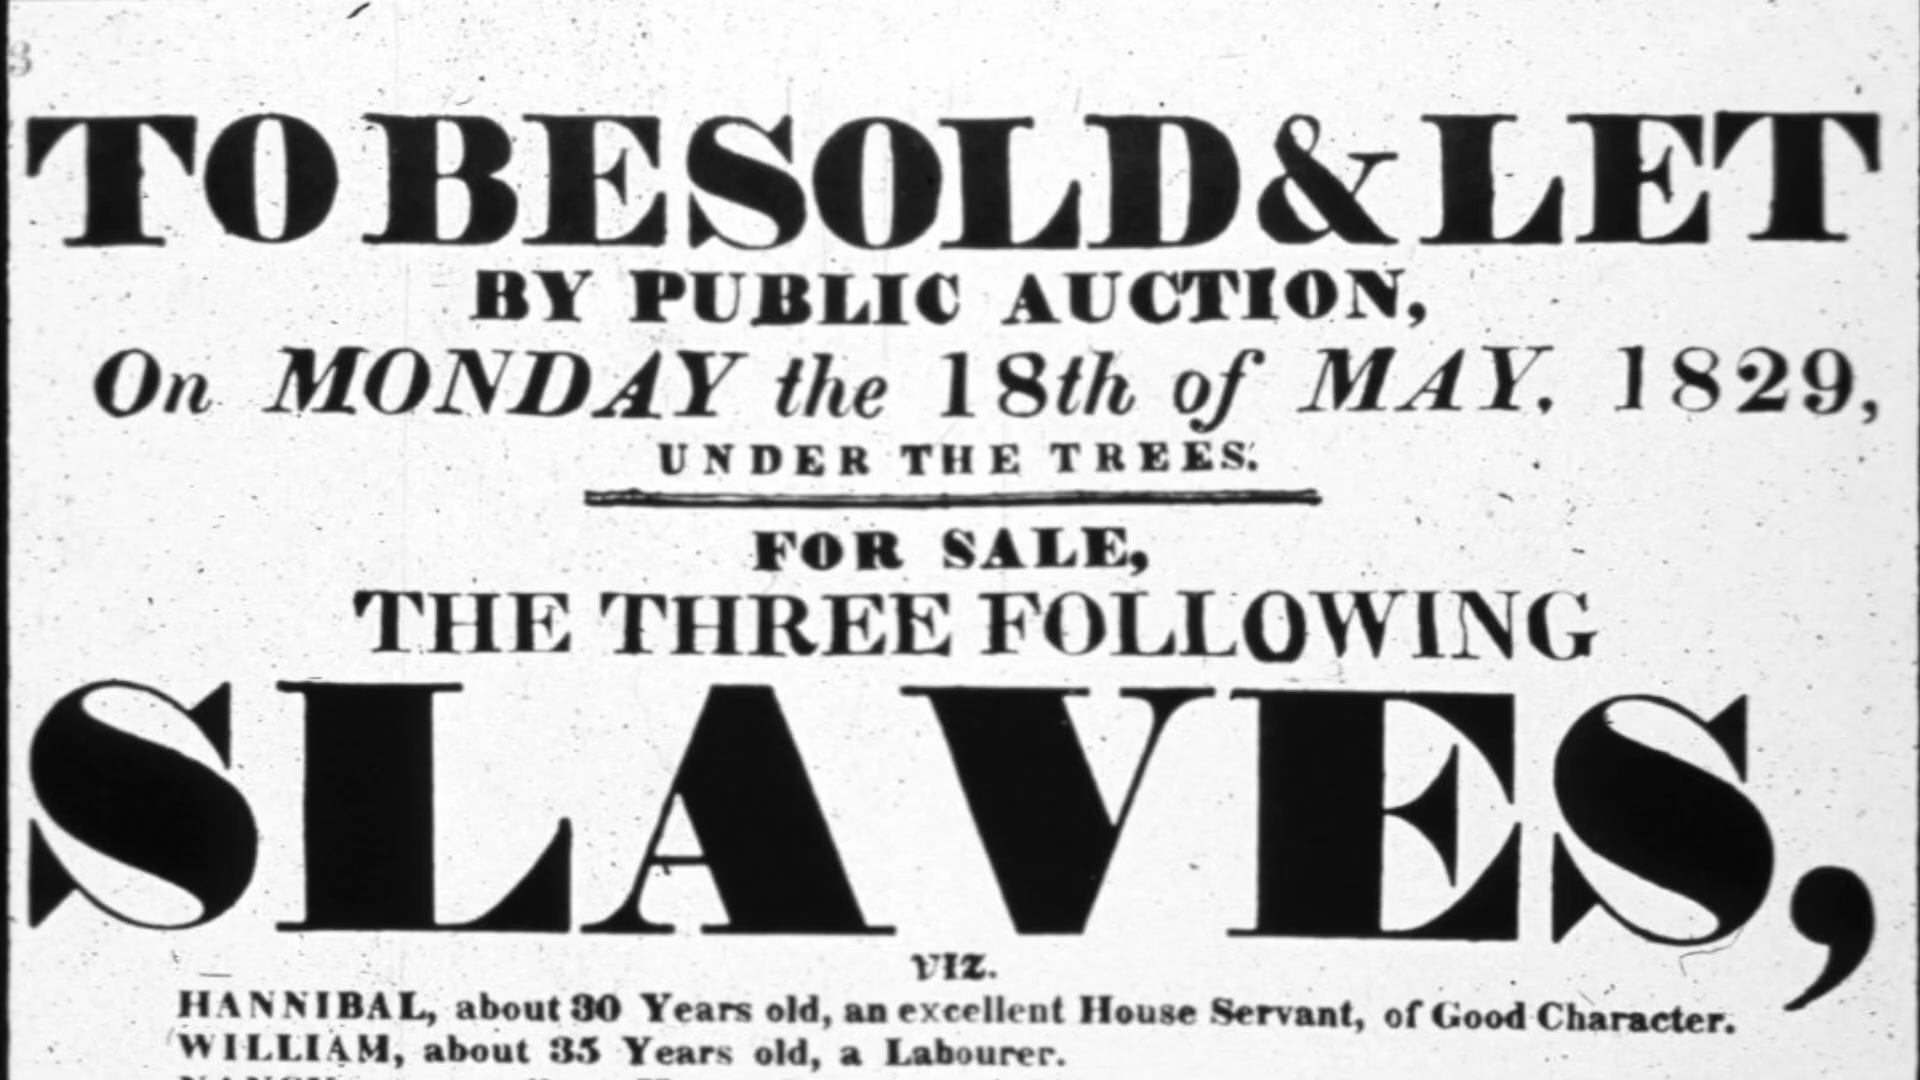 TO BE SOLD & LET
BY PUBLIC AUCTION,
On MONDAY the 18th of MAY. 1829,
UNDER THE TREES.
FOR SALE,
THE THREE FOLLOWING
SLAVES,
VIZ.
HANNIBAL, about 30 Years old, an excellent House Servant, of Good Character.
WILLIAM, about 35 Years old, a Labourer.